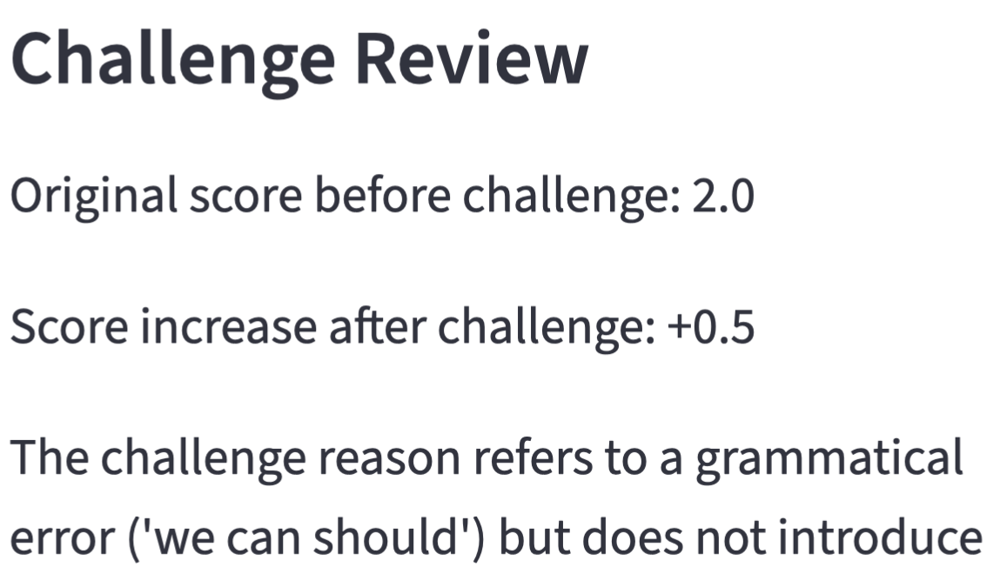 Challenge Review
Original score before challenge: 2.0
Score increase after challenge: +0.5
The challenge reason refers to a grammatical
error ('we can should') but does not introduce